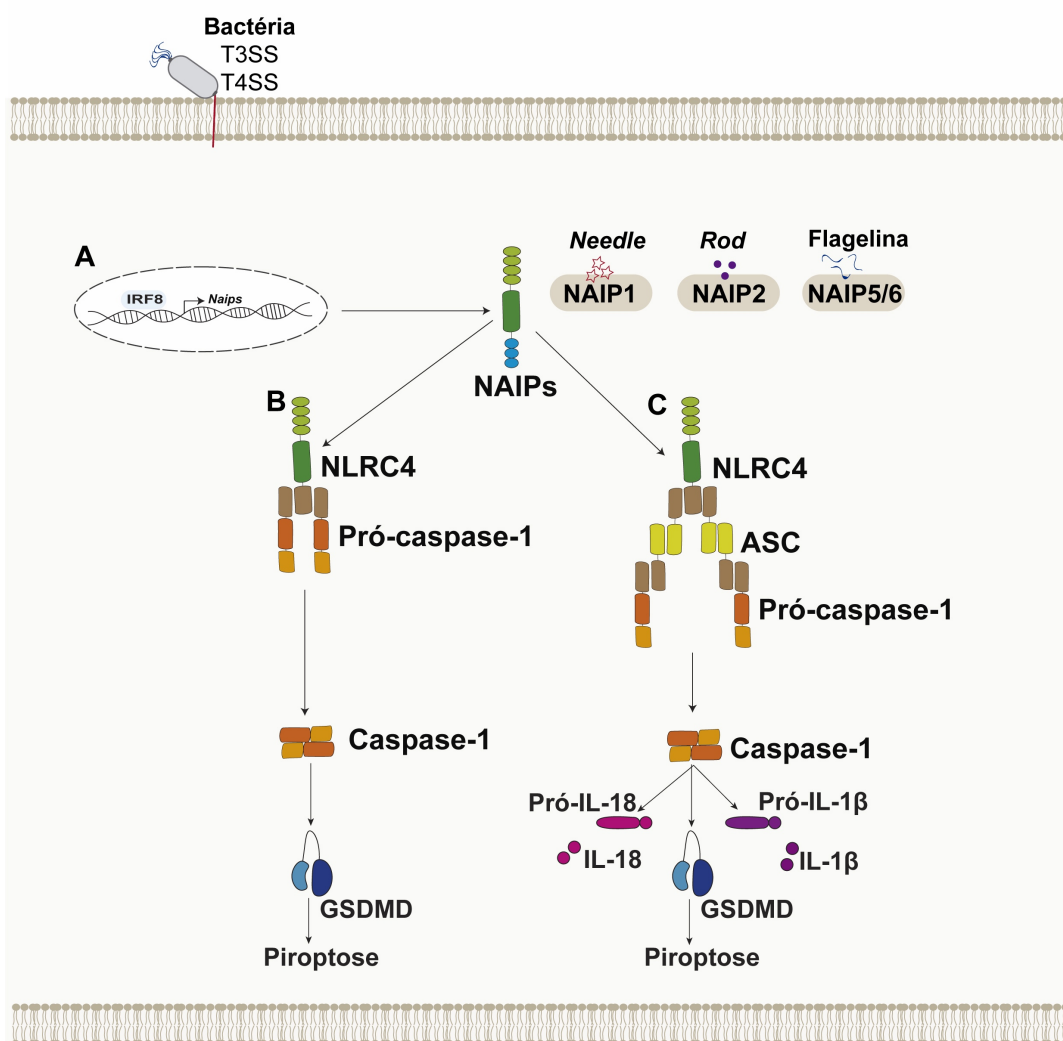 Bactéria
T3SS
T4SS
A
IRF8
Naips
Needle
NAIP1
Rod
NAIP2
Flagelina
NAIP5/6
NAIPs
B
NLRC4
Pró-caspase-1
Caspase-1
GSDMD
Piroptose
C
NLRC4
ASC
Pró-caspase-1
Caspase-1
Pró-IL-18
Pró-IL-1β
IL-18
IL-1β
GSDMD
Piroptose